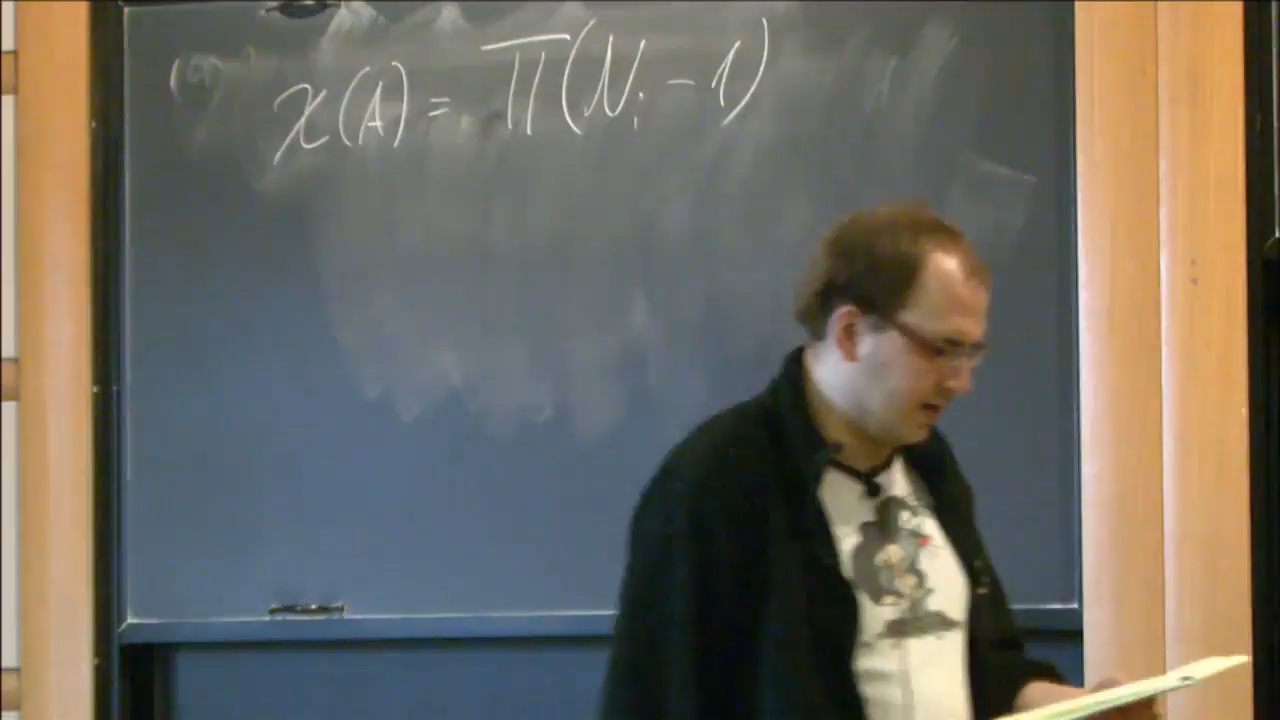 χ(A) = ∏(N_i - 1)